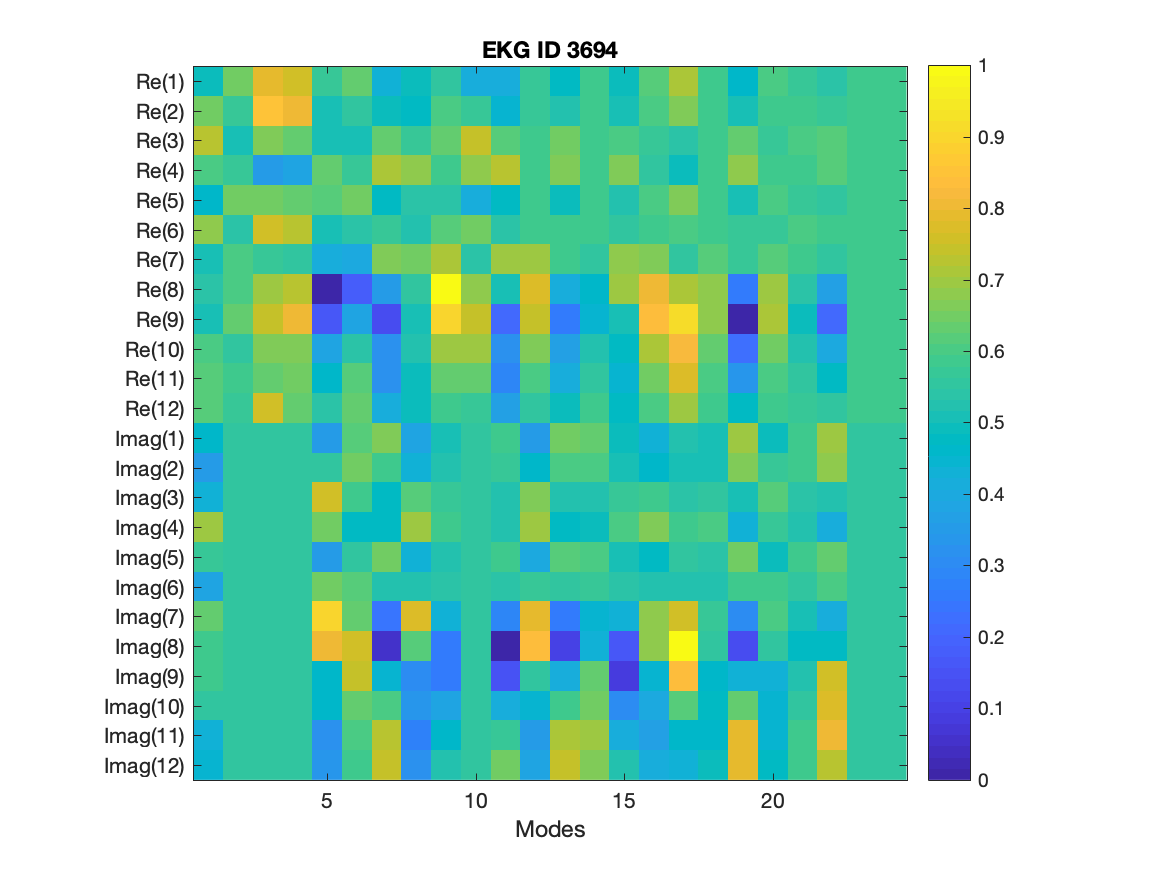 EKG ID 3694
Re(1)
Re(2)
Re(3)
Re(4)
Re(5)
Re(6)
Re(7)
Re(8)
Re(9)
Re(10)
Re(11)
Re(12)
Imag(1)
Imag(2)
Imag(3)
Imag(4)
Imag(5)
Imag(6)
Imag(7)
Imag(8)
Imag(9)
Imag(10)
Imag(11)
Imag(12)
5 10 15 20
Modes
1
0.9
0.8
0.7
0.6
0.5
0.4
0.3
0.2
0.1
0